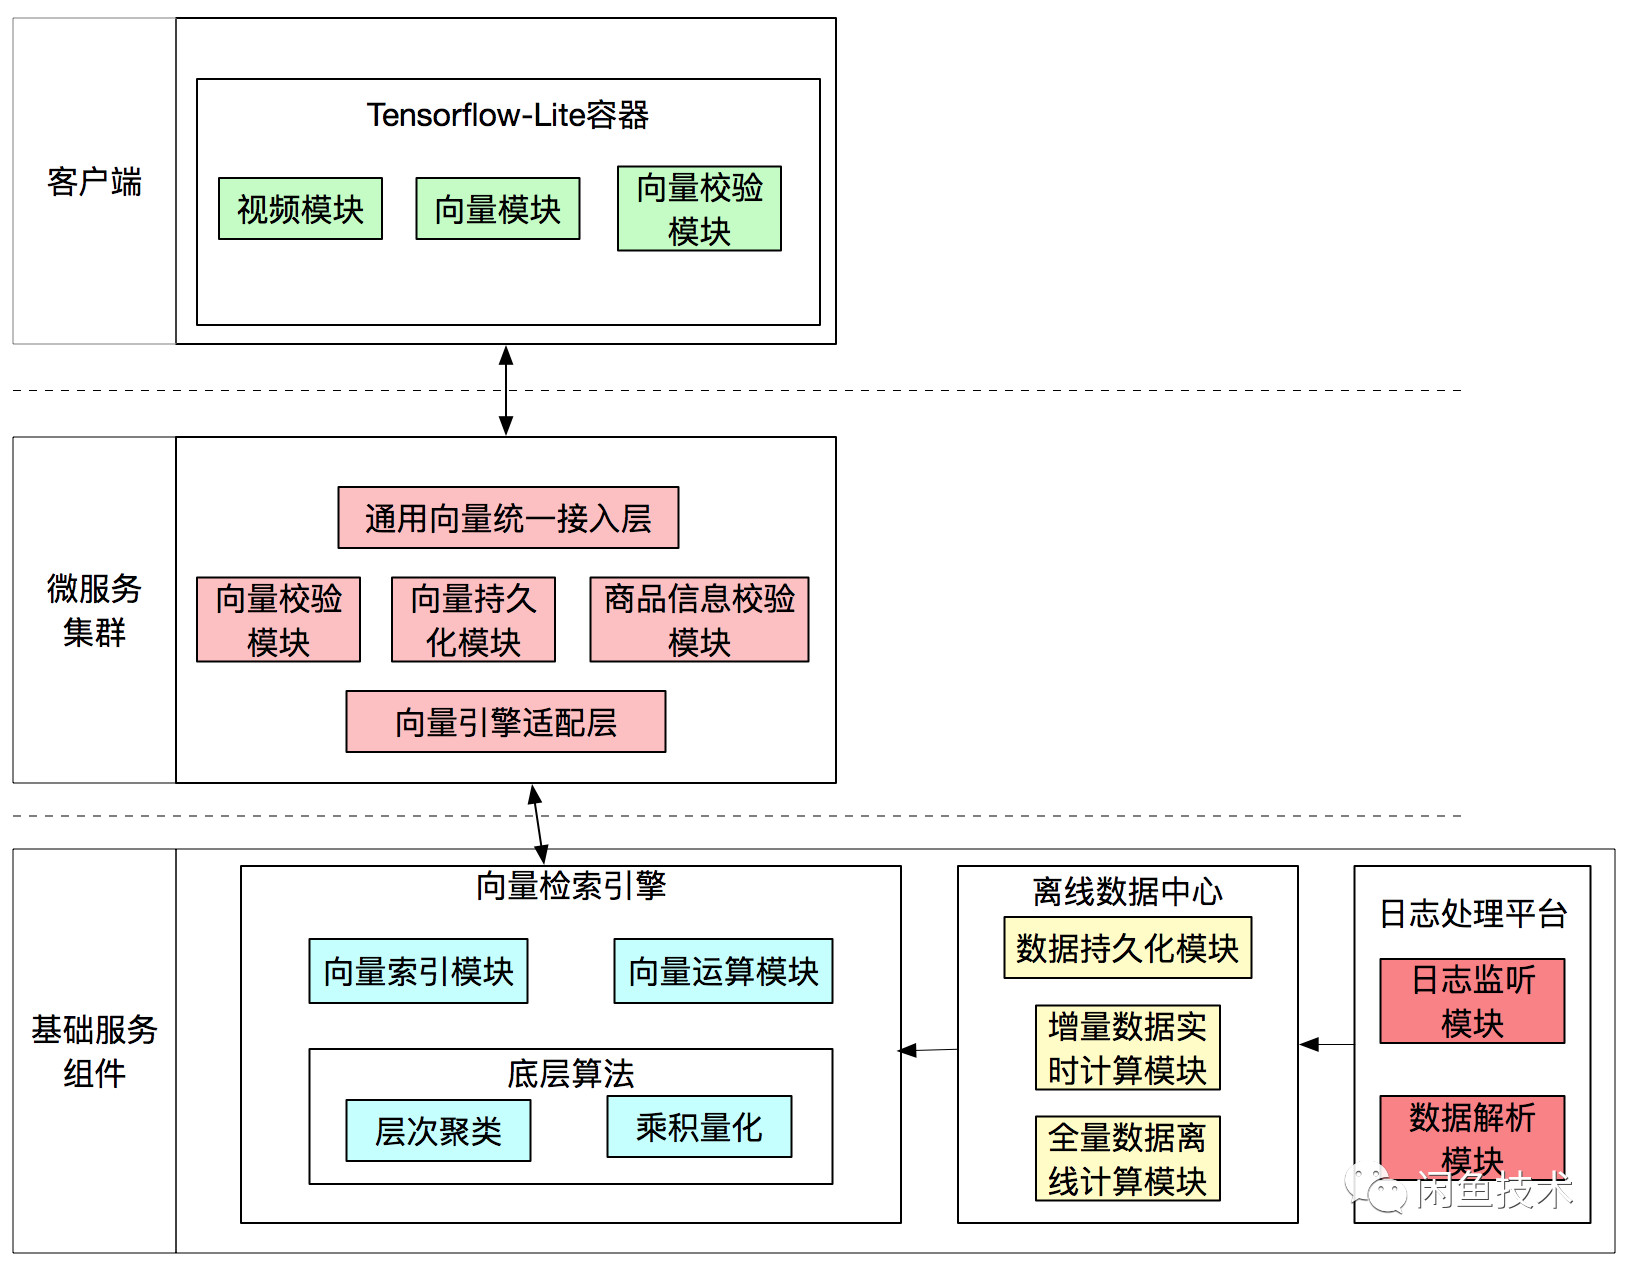 客户端
Tensorflow-Lite容器
视频模块
向量模块
向量校验
模块
微服务
集群
通用向量统一接入层
向量校验
模块
向量持久
化模块
商品信息校验
模块
向量引擎适配层
基础服务
组件
向量检索引擎
向量索引模块
向量运算模块
底层算法
层次聚类
乘积量化
离线数据中心
数据持久化模块
增量数据实
时计算模块
全量数据离
线计算模块
日志处理平台
日志监听
模块
数据解析
模块
闲鱼技术